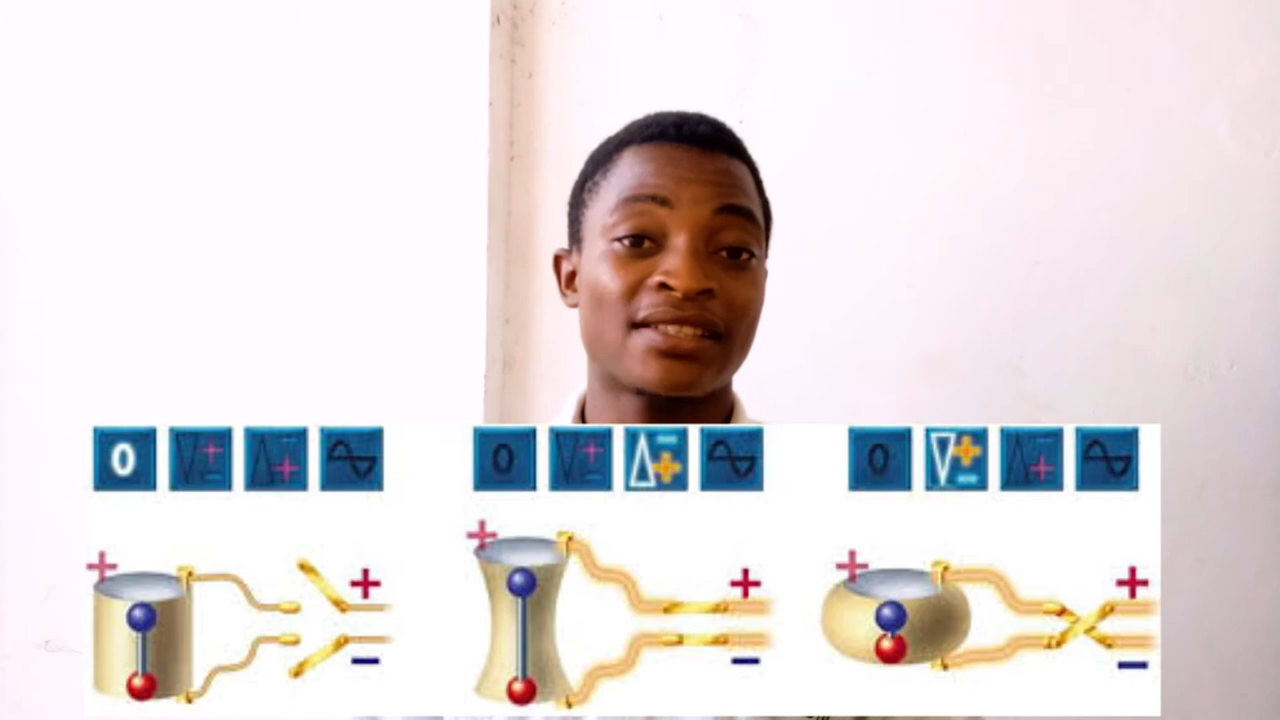 0 + - + - 0 + - + - 0 + - + -
+ + + + + +
- - -